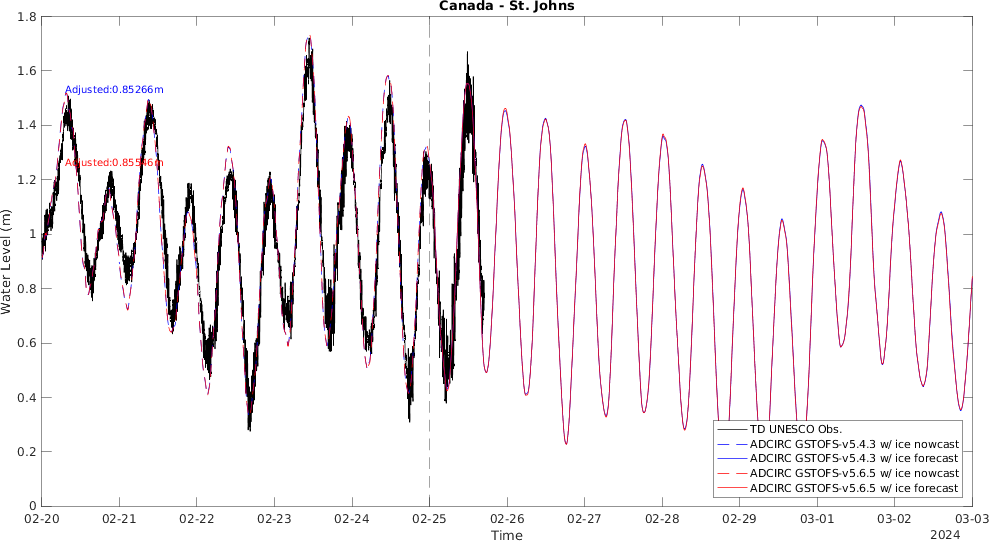 Canada - St. Johns
1.8
1.6
1.4
1.2
1
0.8
0.6
0.4
0.2
0
Water Level (m)
Adjusted:0.85266m
Adjusted:0.85546m
TD UNESCO Obs.
ADCIRC GSTOFS-v5.4.3 w/ ice nowcast
ADCIRC GSTOFS-v5.4.3 w/ ice forecast
ADCIRC GSTOFS-v5.6.5 w/ ice nowcast
ADCIRC GSTOFS-v5.6.5 w/ ice forecast
02-20 02-21 02-22 02-23 02-24 02-25 02-26 02-27 02-28 02-29 03-01 03-02 03-03
Time
2024